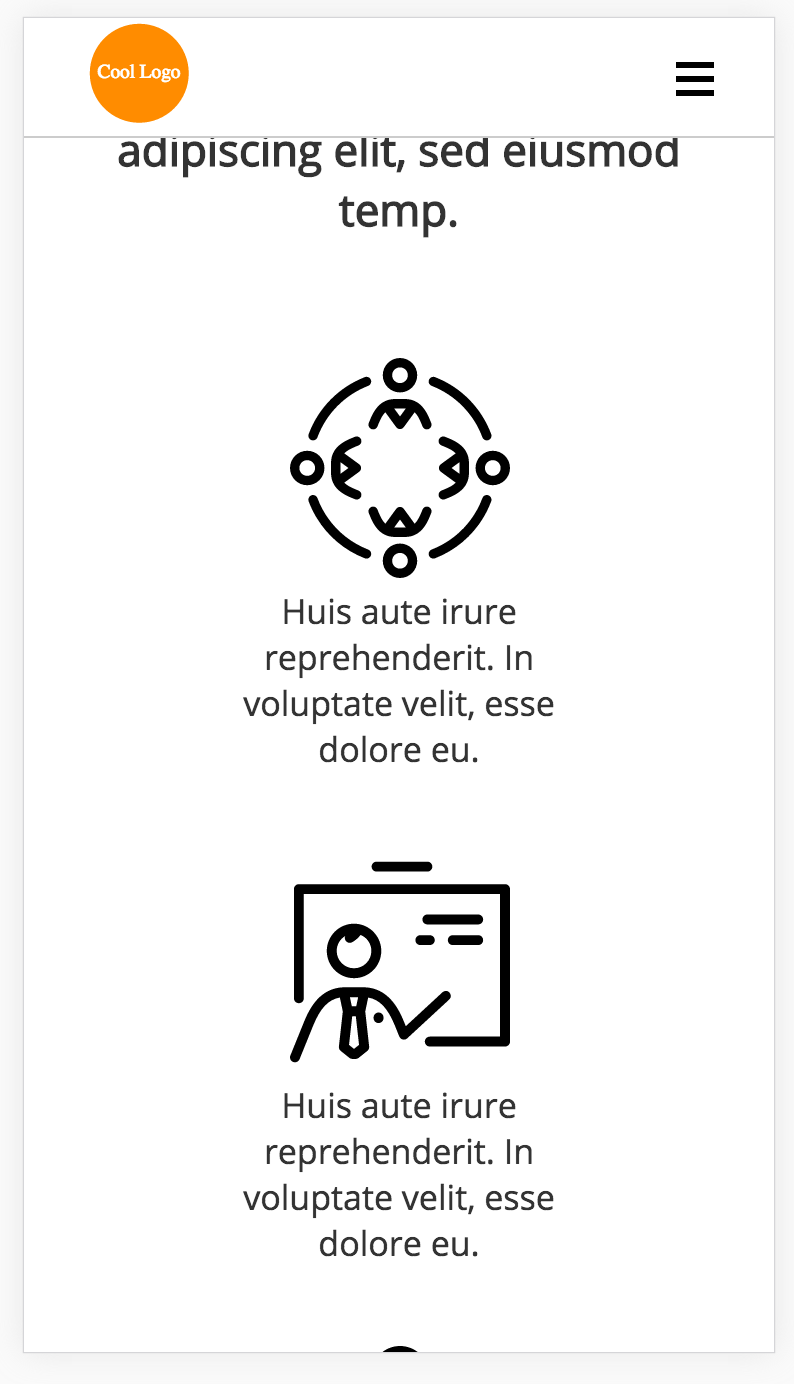 Cool Logo
adipiscing elit, sed eiusmod
temp.
Huis aute irure
reprehenderit. In
voluptate velit, esse
dolore eu.
Huis aute irure
reprehenderit. In
voluptate velit, esse
dolore eu.